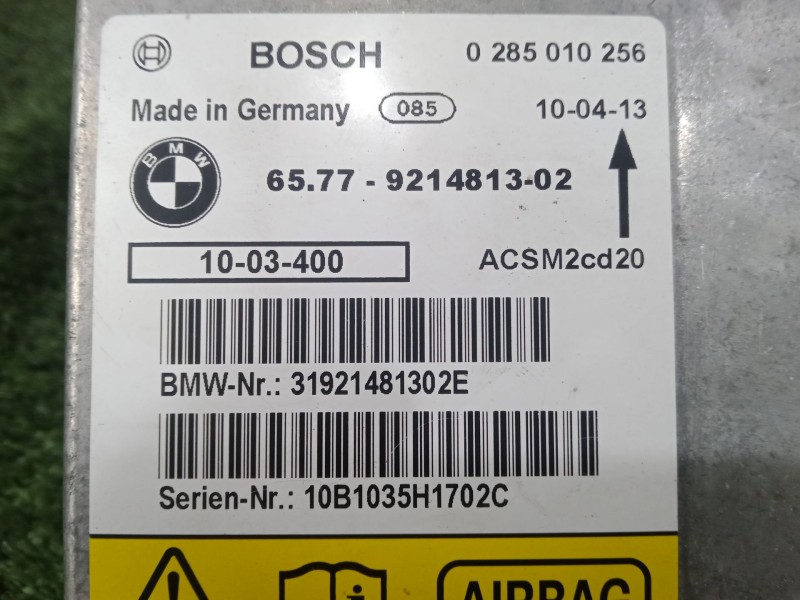 BOSCH 0 285 010 256
Made in Germany 085 10-04-13
BMW
65.77 - 9214813-02
10-03-400 ACSM2cd20
BMW-Nr.: 31921481302E
Serien-Nr.: 10B1035H1702C
AIRBAG